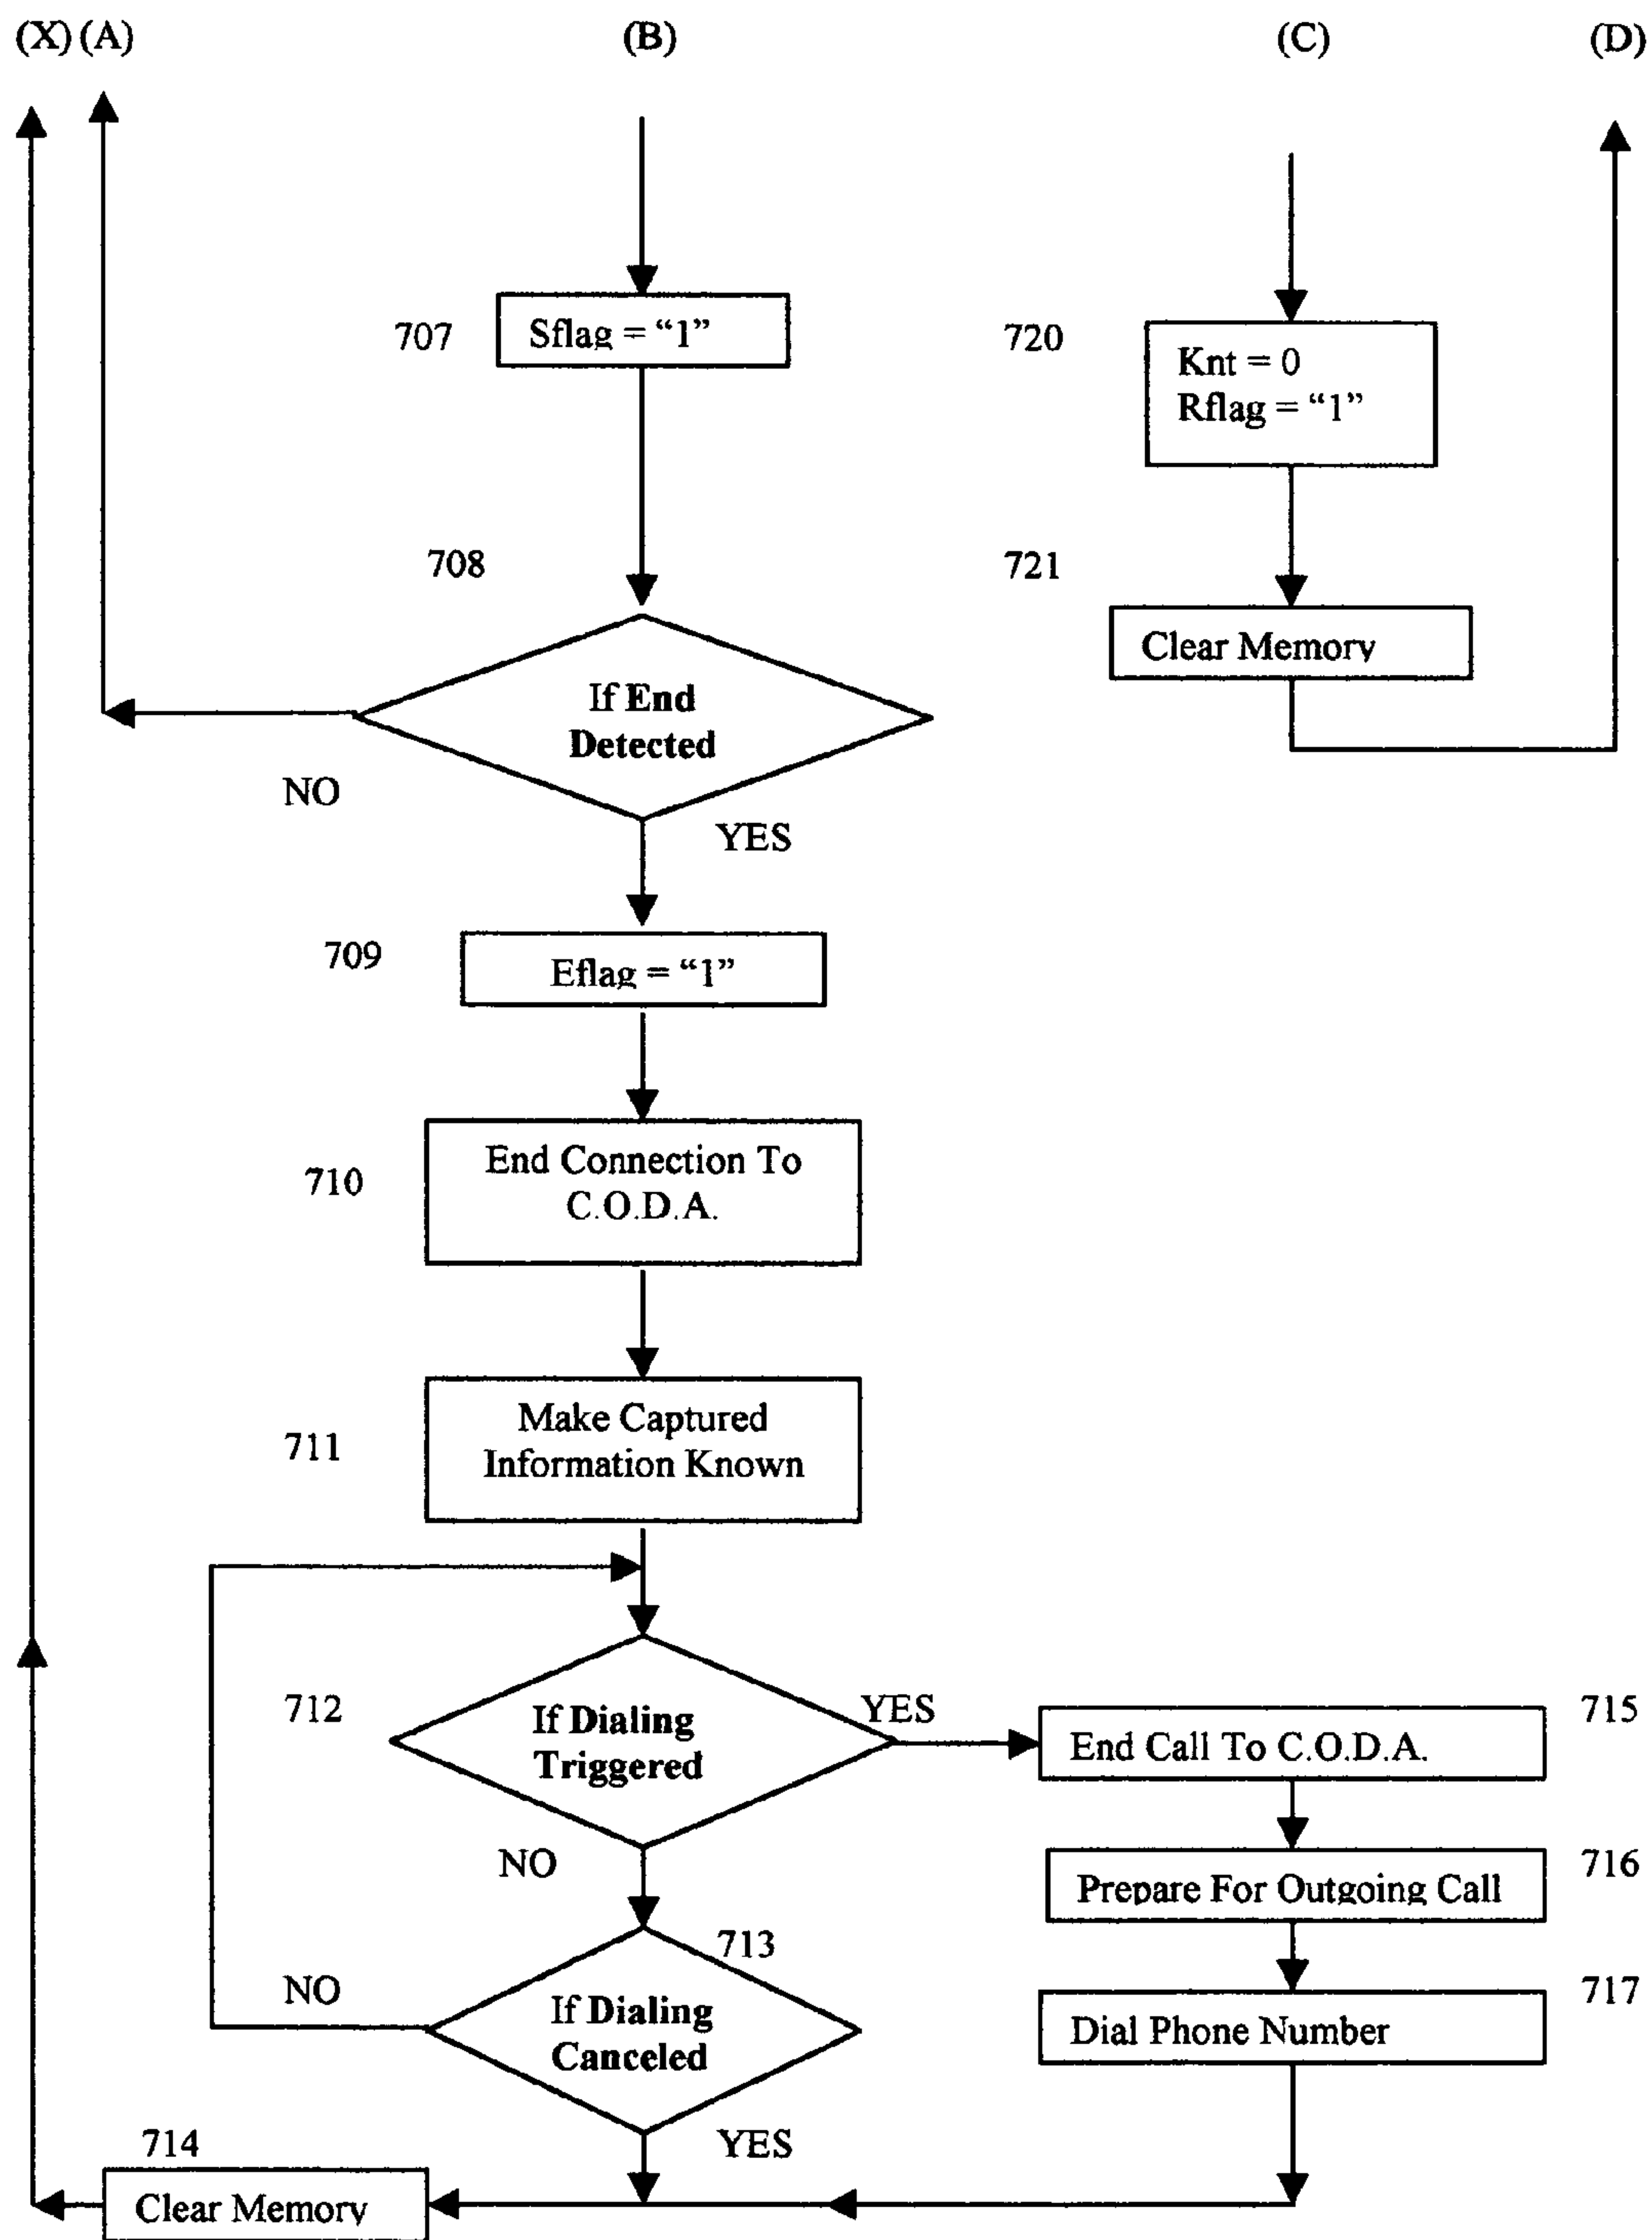 (X) (A) (B) (C) (D)
707
Sflag = “1”
720
Knt = 0
Rflag = “1”
708
721
If End
Detected
Clear Memory
NO
YES
709
Eflag = “1”
710
End Connection To
C.O.D.A.
711
Make Captured
Information Known
712
If Dialing
Triggered
YES
715
End Call To C.O.D.A.
NO
716
Prepare For Outgoing Call
713
NO
If Dialing
Canceled
717
Dial Phone Number
714
YES
Clear Memory